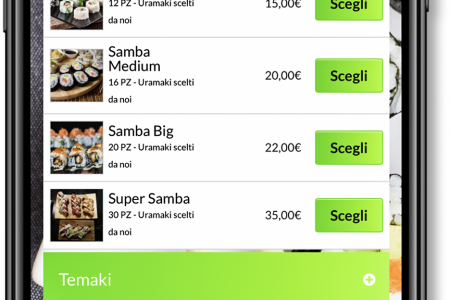 12 PZ - Uramaki scelti
da noi
15,00€
Scegli
Samba
Medium
16 PZ - Uramaki scelti
da noi
20,00€
Scegli
Samba Big
20 PZ - Uramaki scelti
da noi
22,00€
Scegli
Super Samba
30 PZ - Uramaki scelti
da noi
35,00€
Scegli
Temaki